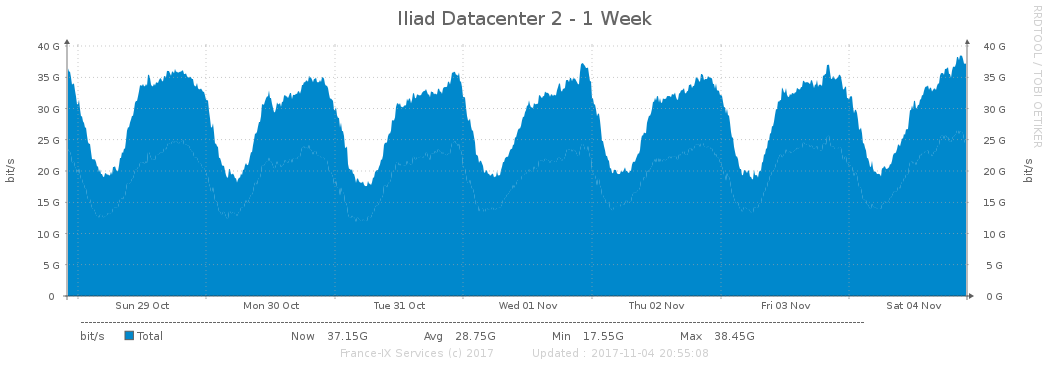 Iliad Datacenter 2 - 1 Week
RRDTOOL / TOBI OETIKER
bit/s
40 G 40 G
35 G 35 G
30 G 30 G
25 G 25 G
20 G 20 G
15 G 15 G
10 G 10 G
5 G 5 G
0 0 G
bit/s
Sun 29 Oct Mon 30 Oct Tue 31 Oct Wed 01 Nov Thu 02 Nov Fri 03 Nov Sat 04 Nov
bit/s Total Now 37.15G Avg 28.75G Min 17.55G Max 38.45G
France-IX Services (c) 2017 Updated : 2017-11-04 20:55:08